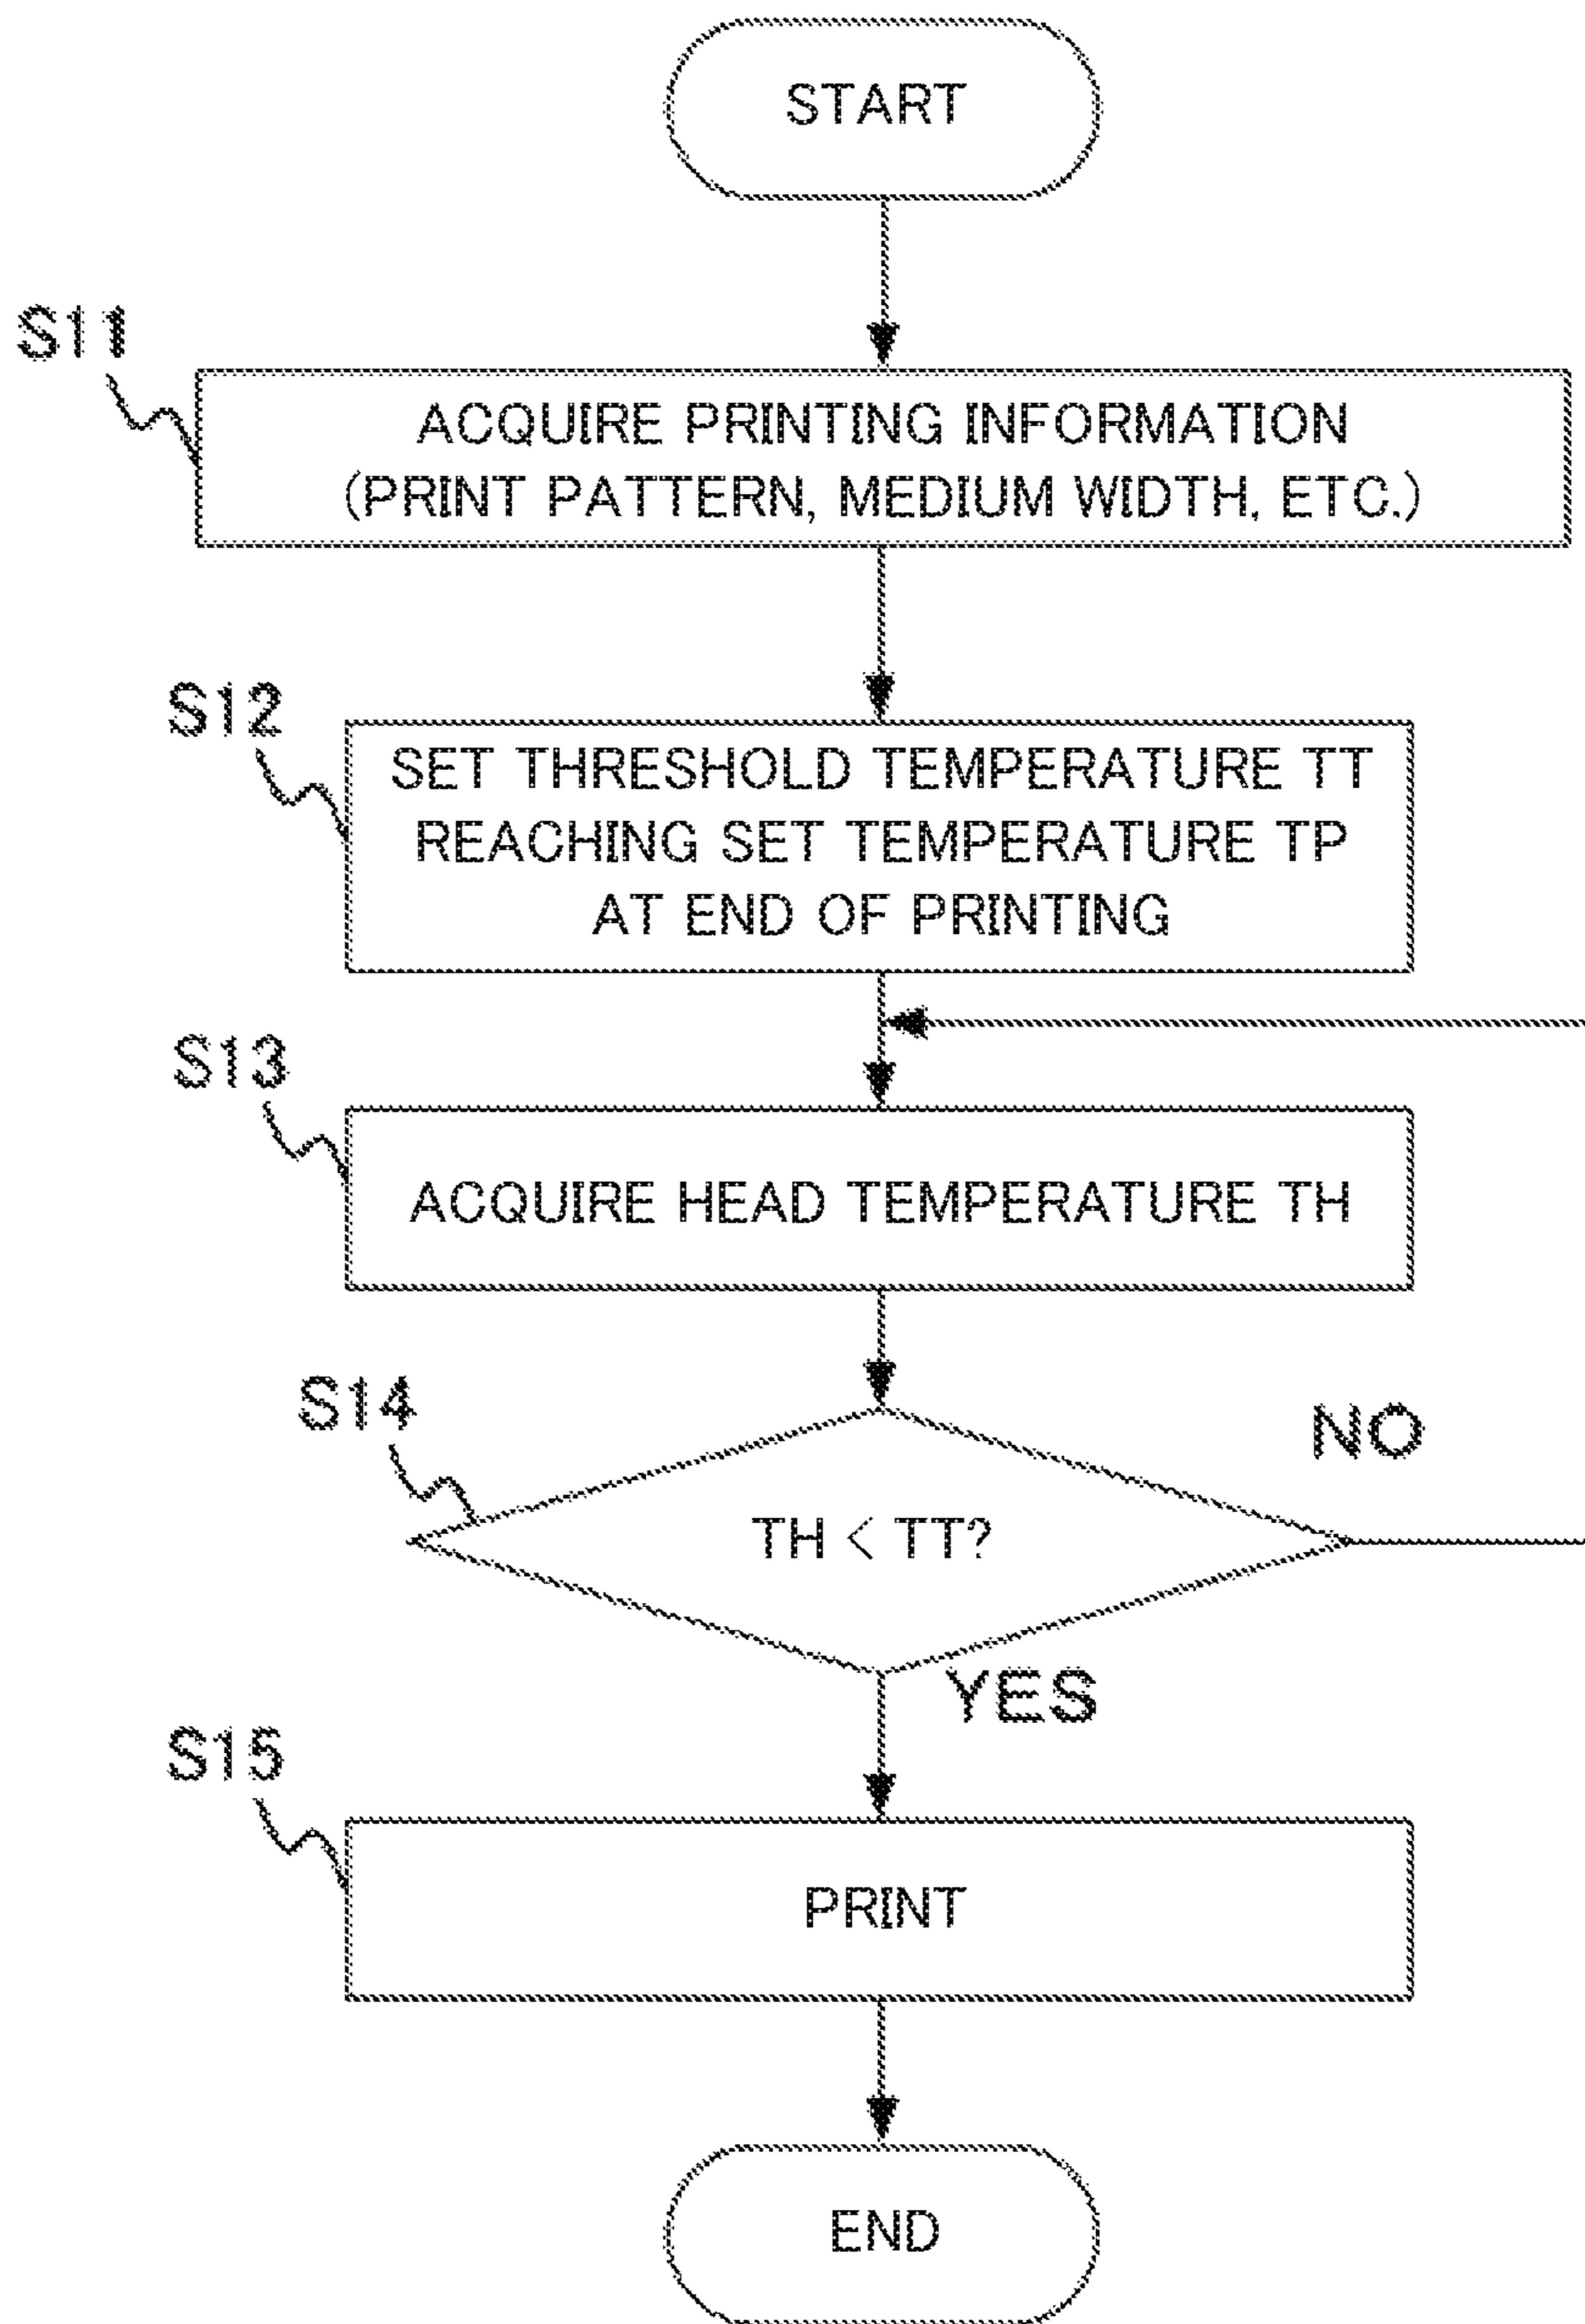 START
S11
ACQUIRE PRINTING INFORMATION
(PRINT PATTERN, MEDIUM WIDTH, ETC.)
S12
SET THRESHOLD TEMPERATURE TT
REACHING SET TEMPERATURE TP
AT END OF PRINTING
S13
ACQUIRE HEAD TEMPERATURE TH
S14
NO
TH < TT?
YES
S15
PRINT
END